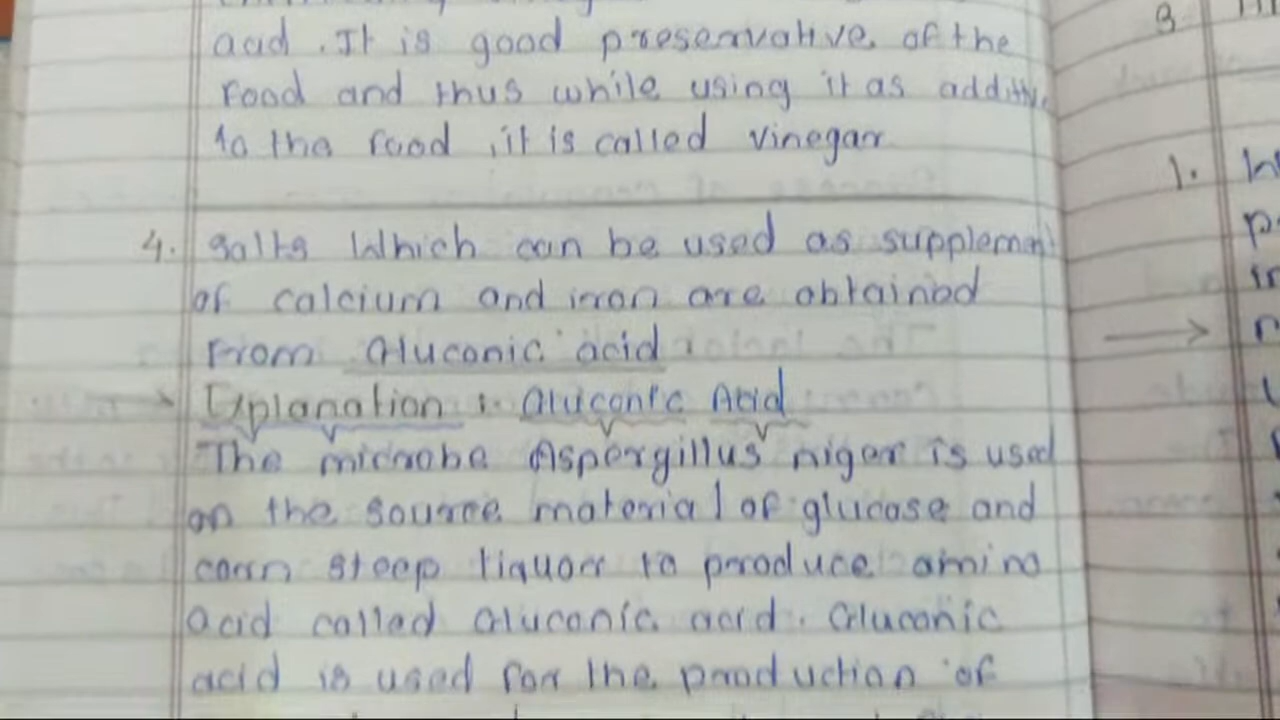 acid. It is good preservative of the
food and thus while using it as additive
to the food, it is called vinegar
4. Salts which can be used as supplement
of calcium and iron are obtained
from Gluconic acid
Explanation : Gluconic Acid
The microbe Aspergillus niger is used
on the source material of glucose and
corn steep liquor to produce amino
acid called Gluconic acid. Gluconic
acid is used for the production of
3
1.